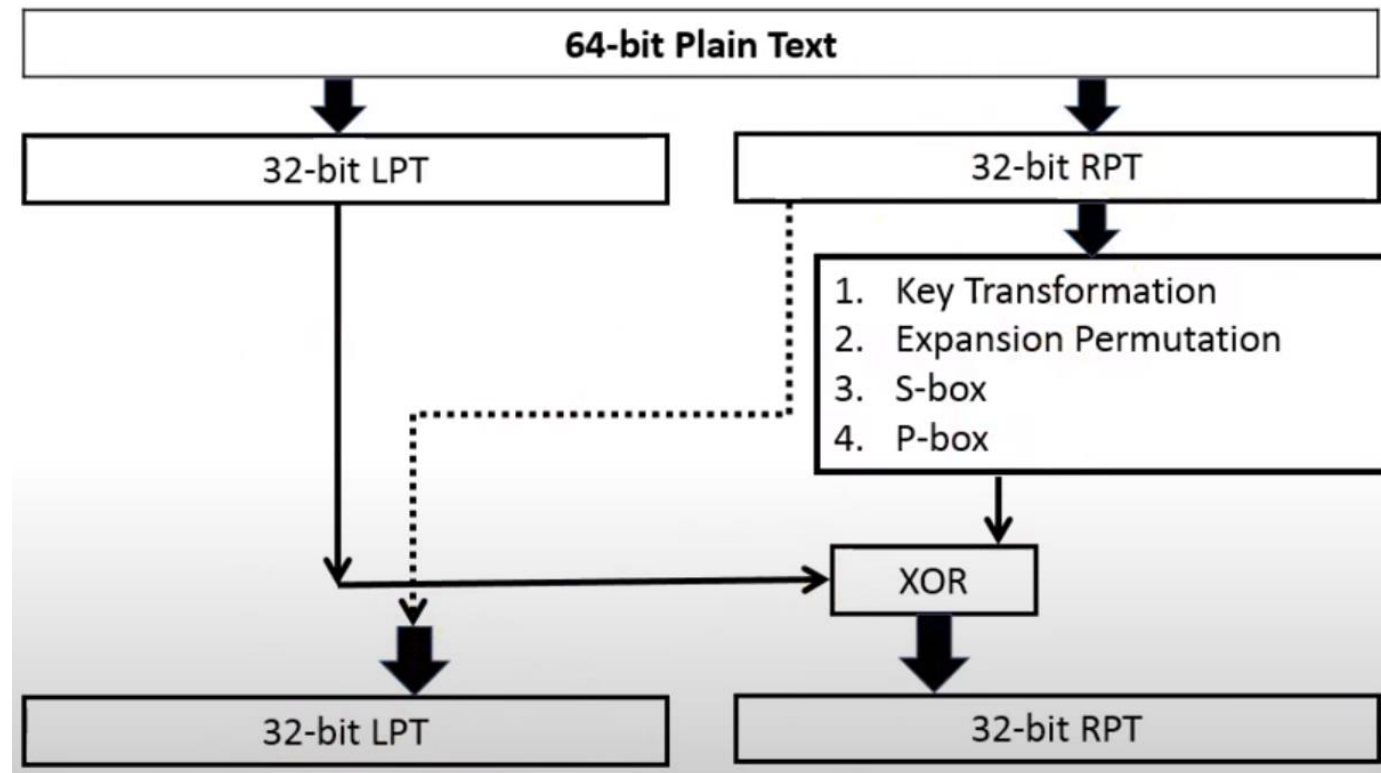 64-bit Plain Text
32-bit LPT
32-bit RPT
1. Key Transformation
2. Expansion Permutation
3. S-box
4. P-box
XOR
32-bit LPT
32-bit RPT